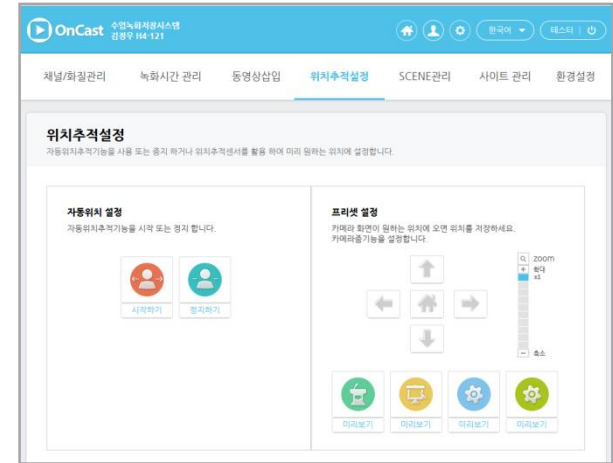 OnCast 수업녹화저장시스템
김정우 H4-121
한국어
테스터
채널/화질관리 녹화시간 관리 동영상삽입 위치추적설정 SCENE관리 사이트 관리 환경설정
위치추적설정
자동위치추적기능을 사용 또는 중지 하거나 위치추적센서를 활용 하여 미리 원하는 위치에 설정합니다.
자동위치 설정
자동위치추적기능을 시작 또는 정지 합니다.
시작하기 정지하기
프리셋 설정
카메라 화면이 원하는 위치에 오면 위치를 저장하세요.
카메라줌기능을 설정합니다.
zoom
+ 확대
x1
- 축소
미리보기 미리보기 미리보기 미리보기